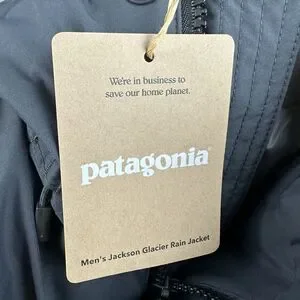 We're in business to
save our home planet.
patagonia®
Men's Jackson Glacier Rain Jacket